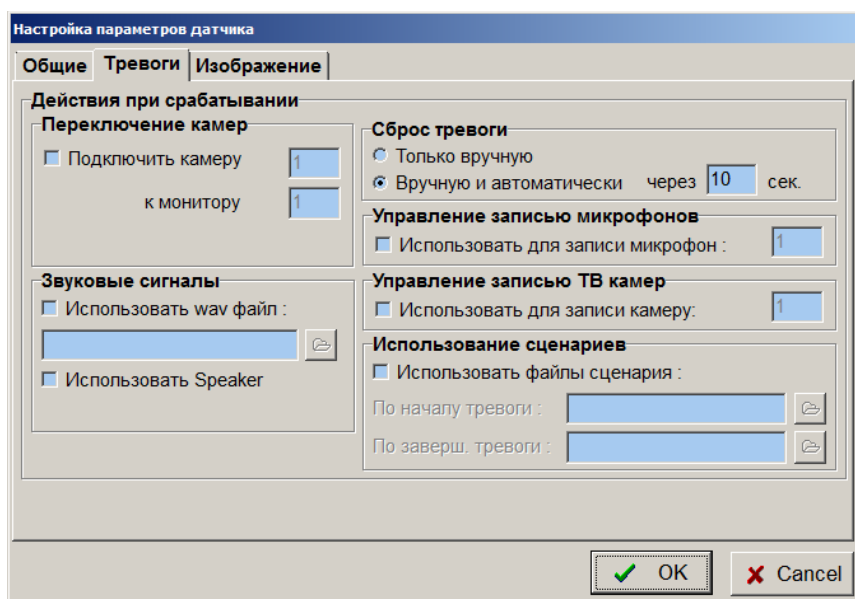 Настройка параметров датчика
Общие Тревоги Изображение
Действия при срабатывании
Переключение камер
Подключить камеру 1
к монитору 1
Звуковые сигналы
Использовать wav файл :
Использовать Speaker
Сброс тревоги
Только вручную
Вручную и автоматически через 10 сек.
Управление записью микрофонов
Использовать для записи микрофон : 1
Управление записью ТВ камер
Использовать для записи камеру: 1
Использование сценариев
Использовать файлы сценария :
По началу тревоги :
По заверш. тревоги :
OK Cancel